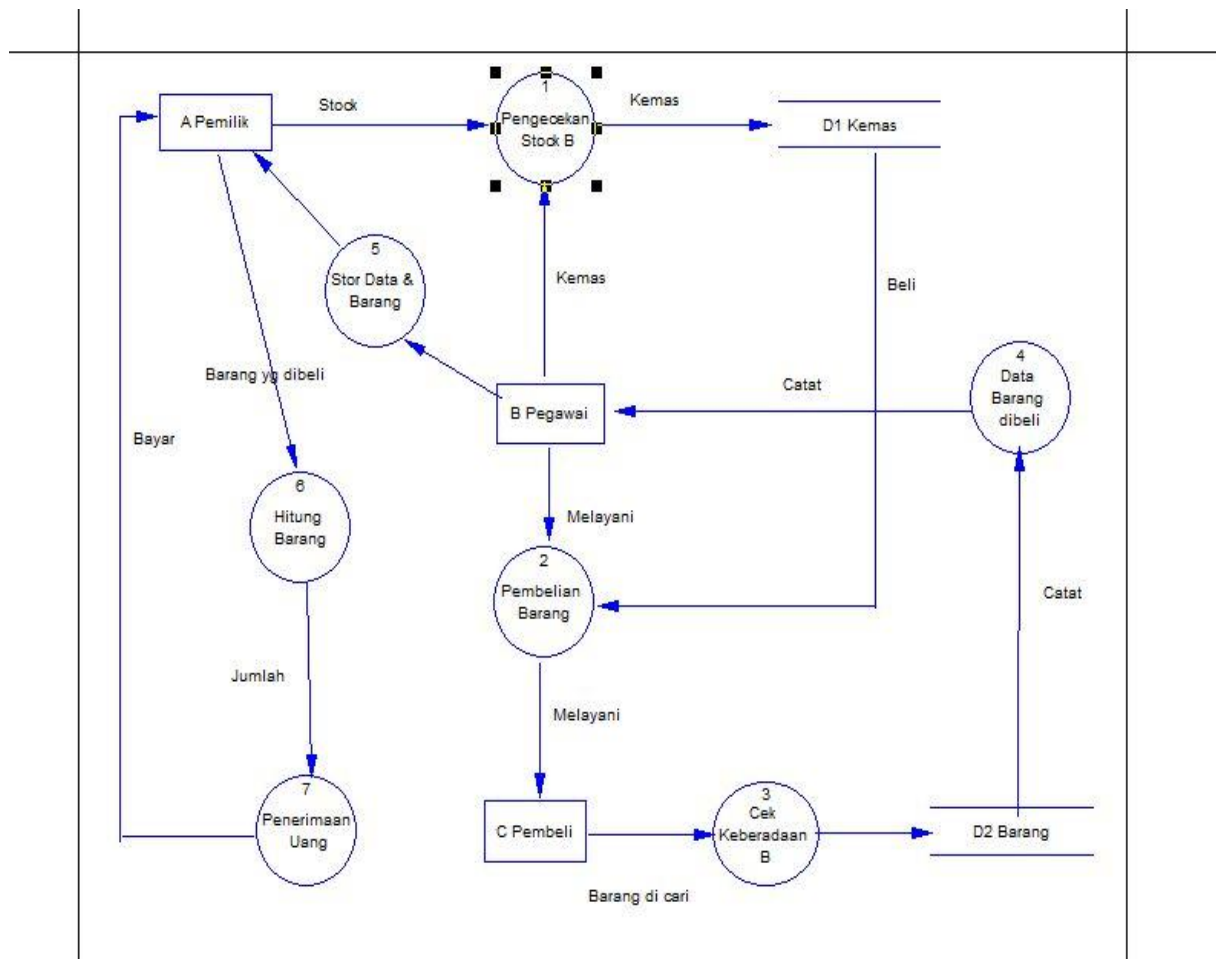 A Pemilik
Stock
1
Pengecekan
Stock B
Kemas
D1 Kemas
5
Stor Data &
Barang
Kemas
Beli
Barang yg dibeli
B Pegawai
Catat
4
Data
Barang
dibeli
Bayar
6
Hitung
Barang
Melayani
2
Pembelian
Barang
Catat
Jumlah
Melayani
7
Penerimaan
Uang
C Pembeli
3
Cek
Keberadaan
B
D2 Barang
Barang di cari